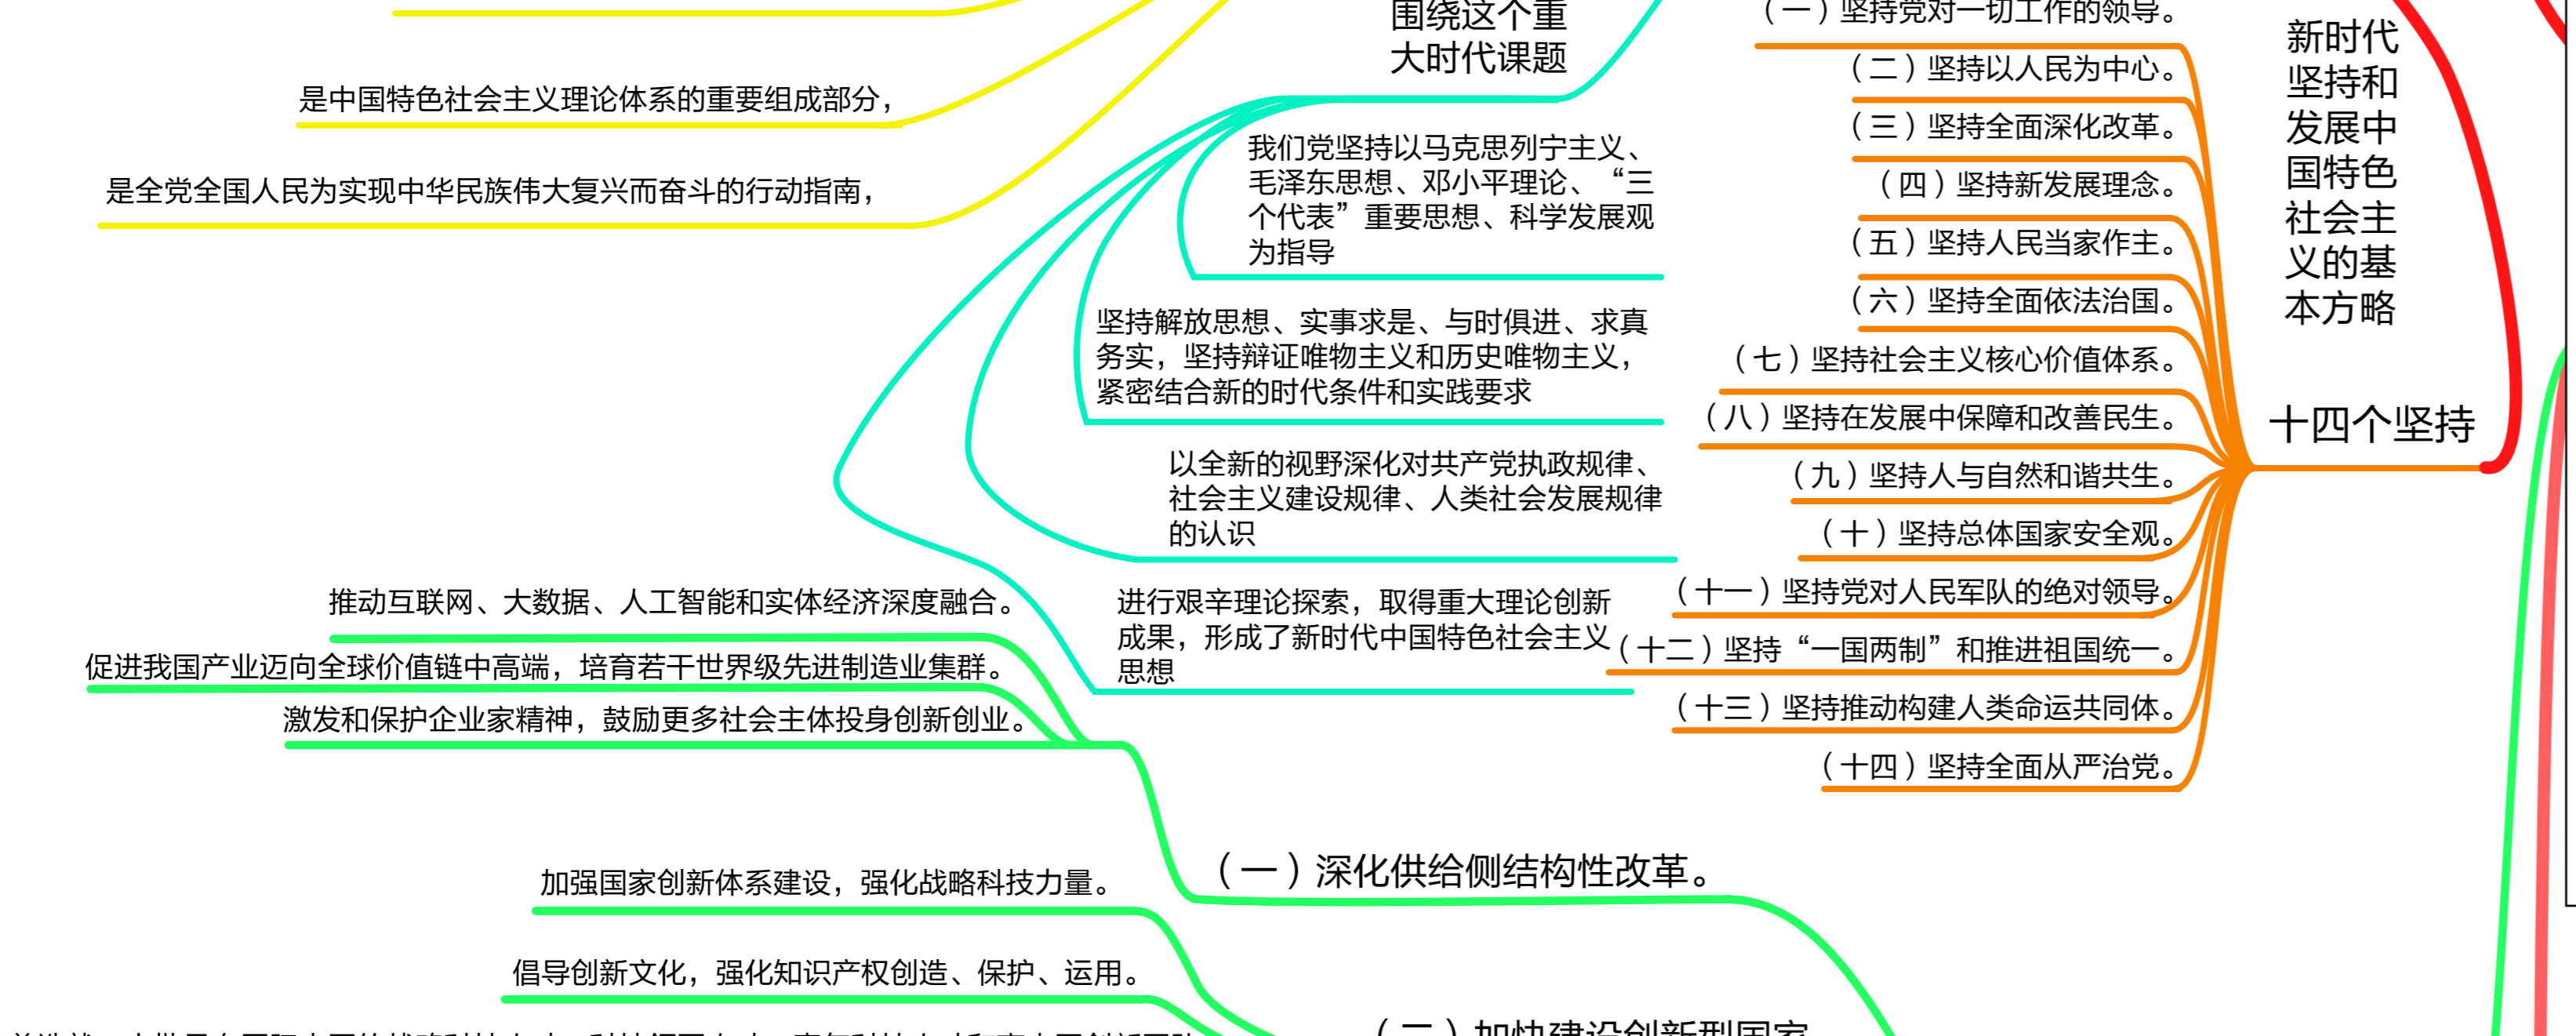 围绕这个重
大时代课题
我们党坚持以马克思列宁主义、
毛泽东思想、邓小平理论、“三
个代表”重要思想、科学发展观
为指导
坚持解放思想、实事求是、与时俱进、求真
务实，坚持辩证唯物主义和历史唯物主义，
紧密结合新的时代条件和实践要求
以全新的视野深化对共产党执政规律、
社会主义建设规律、人类社会发展规律
的认识
进行艰辛理论探索，取得重大理论创新
成果，形成了新时代中国特色社会主义
思想
是中国特色社会主义理论体系的重要组成部分，
是全党全国人民为实现中华民族伟大复兴而奋斗的行动指南，
新时代
坚持和
发展中
国特色
社会主
义的基
本方略
十四个坚持
（一）坚持党对一切工作的领导。
（二）坚持以人民为中心。
（三）坚持全面深化改革。
（四）坚持新发展理念。
（五）坚持人民当家作主。
（六）坚持全面依法治国。
（七）坚持社会主义核心价值体系。
（八）坚持在发展中保障和改善民生。
（九）坚持人与自然和谐共生。
（十）坚持总体国家安全观。
（十一）坚持党对人民军队的绝对领导。
（十二）坚持“一国两制”和推进祖国统一。
（十三）坚持推动构建人类命运共同体。
（十四）坚持全面从严治党。
（一）深化供给侧结构性改革。
推动互联网、大数据、人工智能和实体经济深度融合。
促进我国产业迈向全球价值链中高端，培育若干世界级先进制造业集群。
激发和保护企业家精神，鼓励更多社会主体投身创新创业。
（二）加快建设创新型国家
加强国家创新体系建设，强化战略科技力量。
倡导创新文化，强化知识产权创造、保护、运用。